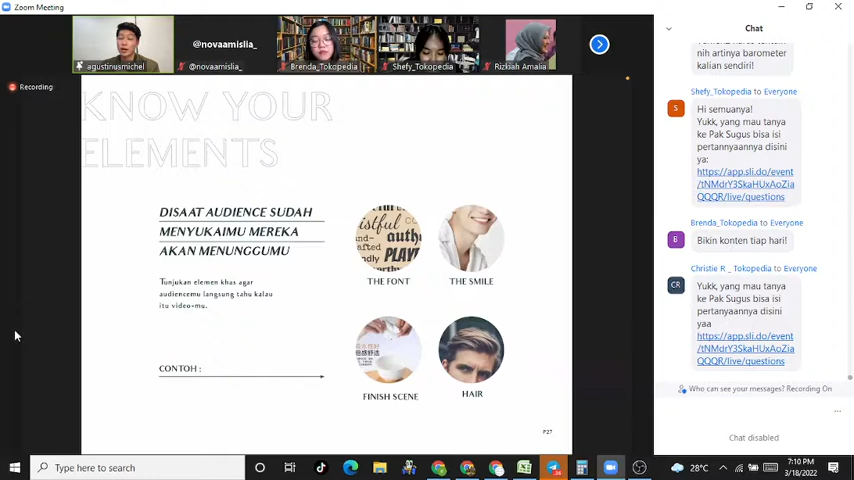 Zoom Meeting
@novaamislia_
agustinusmichel
@novaamislia_
Brenda_Tokopedia
Shefy_Tokopedia
Rizkiah Amalia
Recording
KNOW YOUR
ELEMENTS
DISAAT AUDIENCE SUDAH
MENYUKAIMU MEREKA
AKAN MENUNGGUMU
Tunjukan elemen khas agar
audiencemu langsung tahu kalau
itu video-mu.
CONTOH :
THE FONT
THE SMILE
FINISH SCENE
HAIR
P27
Chat
nih artinya barometer
kalian sendiri!
Shefy_Tokopedia to Everyone
S
Hi semuanya!
Yukk, yang mau tanya
ke Pak Sugus bisa isi
pertanyaannya disini
ya:
https://app.sli.do/event
/tNMdrY3SkaHUxAoZia
QQQR/live/questions
Brenda_Tokopedia to Everyone
B
Bikin konten tiap hari!
Christie R _ Tokopedia to Everyone
CR
Yukk, yang mau tanya
ke Pak Sugus bisa isi
pertanyaannya disini
yaa
https://app.sli.do/event
/tNMdrY3SkaHUxAoZia
QQQR/live/questions
Who can see your messages? Recording On
Chat disabled
Type here to search
28°C
7:10 PM
3/18/2022